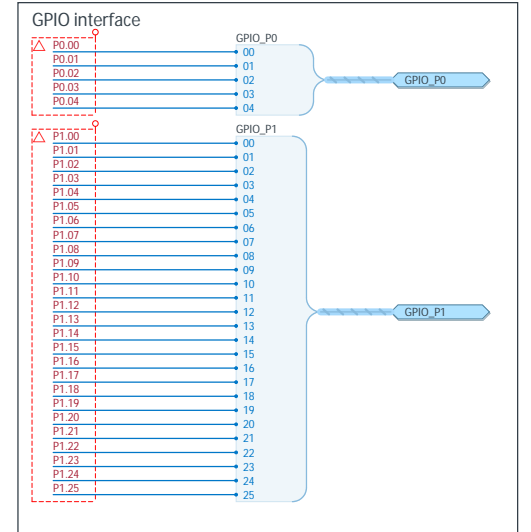 GPIO interface
GPIO_P0
P0.00 00
P0.01 01
P0.02 02
P0.03 03
P0.04 04
GPIO_P0
GPIO_P1
P1.00 00
P1.01 01
P1.02 02
P1.03 03
P1.04 04
P1.05 05
P1.06 06
P1.07 07
P1.08 08
P1.09 09
P1.10 10
P1.11 11
P1.12 12
GPIO_P1
P1.13 13
P1.14 14
P1.15 15
P1.16 16
P1.17 17
P1.18 18
P1.19 19
P1.20 20
P1.21 21
P1.22 22
P1.23 23
P1.24 24
P1.25 25